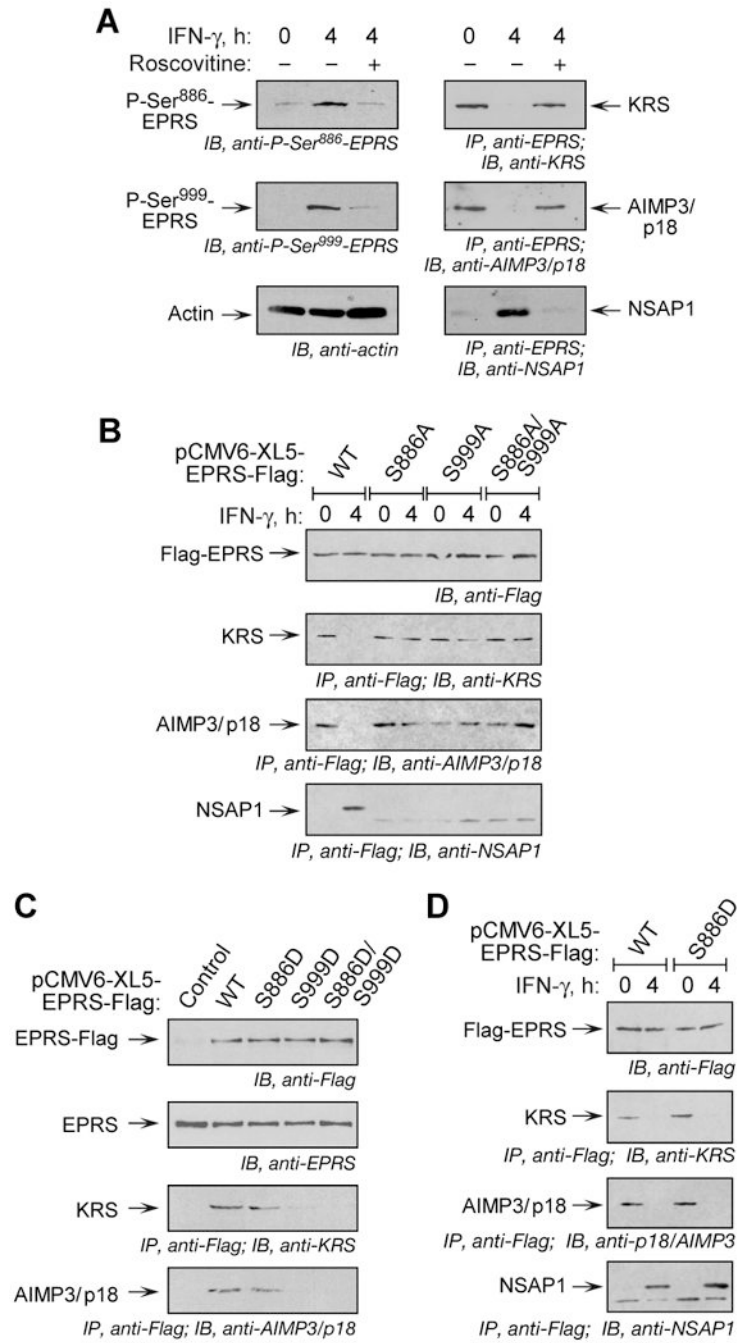 A
IFN-γ, h: 0 4 4 0 4 4
Roscovitine: – – + – – +
P-Ser886-
EPRS
IB, anti-P-Ser886-EPRS
KRS
IP, anti-EPRS;
IB, anti-KRS
P-Ser999-
EPRS
IB, anti-P-Ser999-EPRS
AIMP3/
p18
IP, anti-EPRS;
IB, anti-AIMP3/p18
Actin
IB, anti-actin
NSAP1
IP, anti-EPRS;
IB, anti-NSAP1
B
pCMV6-XL5-
EPRS-Flag:
WT
S886A
S999A
S886A/
S999A
IFN-γ, h: 0 4 0 4 0 4 0 4
Flag-EPRS
IB, anti-Flag
KRS
IP, anti-Flag; IB, anti-KRS
AIMP3/p18
IP, anti-Flag; IB, anti-AIMP3/p18
NSAP1
IP, anti-Flag; IB, anti-NSAP1
C
pCMV6-XL5-
EPRS-Flag:
Control
WT
S886D
S999D
S886D/
S999D
EPRS-Flag
IB, anti-Flag
EPRS
IB, anti-EPRS
KRS
IP, anti-Flag; IB, anti-KRS
AIMP3/p18
IP, anti-Flag; IB, anti-AIMP3/p18
D
pCMV6-XL5-
EPRS-Flag:
WT
S886D
IFN-γ, h: 0 4 0 4
Flag-EPRS
IB, anti-Flag
KRS
IP, anti-Flag; IB, anti-KRS
AIMP3/p18
IP, anti-Flag; IB, anti-p18/AIMP3
NSAP1
IP, anti-Flag; IB, anti-NSAP1